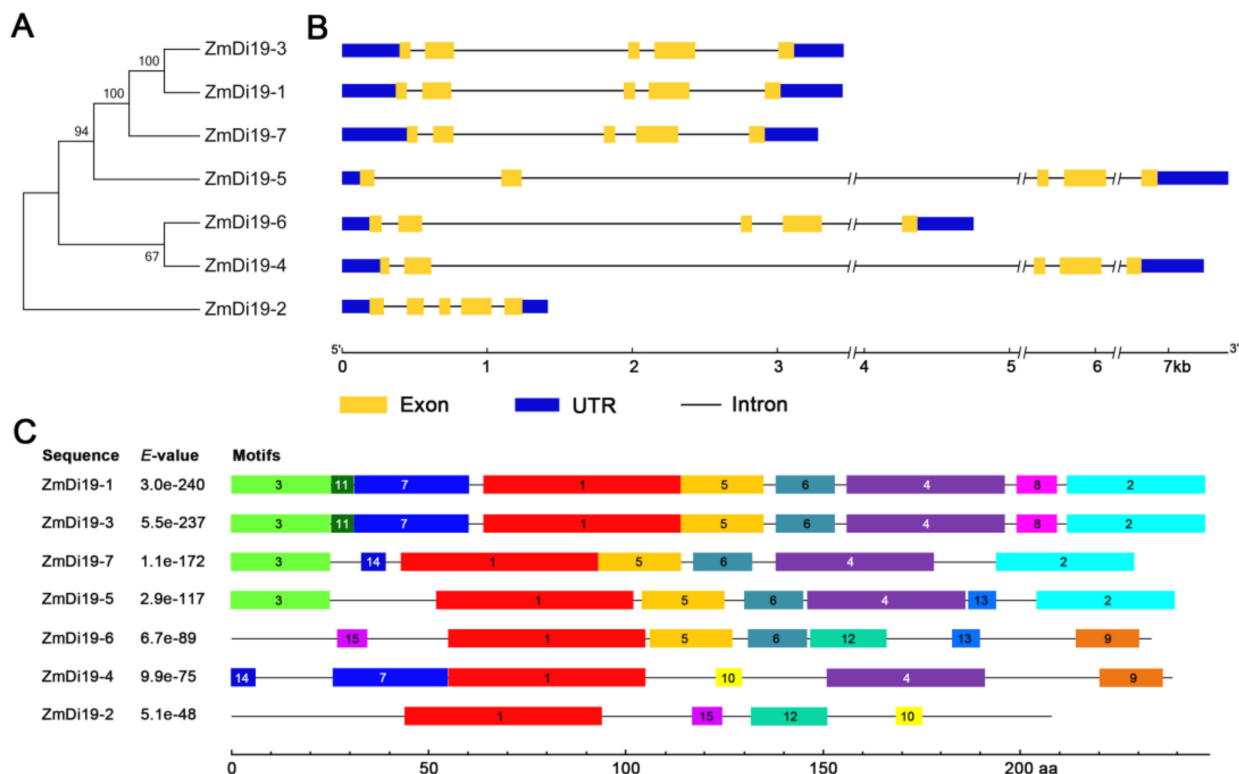 A
B
ZmDi19-3
100
ZmDi19-1
100
ZmDi19-7
94
ZmDi19-5
ZmDi19-6
67
ZmDi19-4
ZmDi19-2
5' 3'
0 1 2 3 4 5 6 7kb
Exon UTR Intron
C
Sequence E-value Motifs
ZmDi19-1 3.0e-240 3 11 7 1 5 6 4 8 2
ZmDi19-3 5.5e-237 3 11 7 1 5 6 4 8 2
ZmDi19-7 1.1e-172 3 14 1 5 6 4 2
ZmDi19-5 2.9e-117 3 1 5 6 4 13 2
ZmDi19-6 6.7e-89 15 1 5 6 12 13 9
ZmDi19-4 9.9e-75 14 7 1 10 4 9
ZmDi19-2 5.1e-48 1 15 12 10
0 50 100 150 200 aa